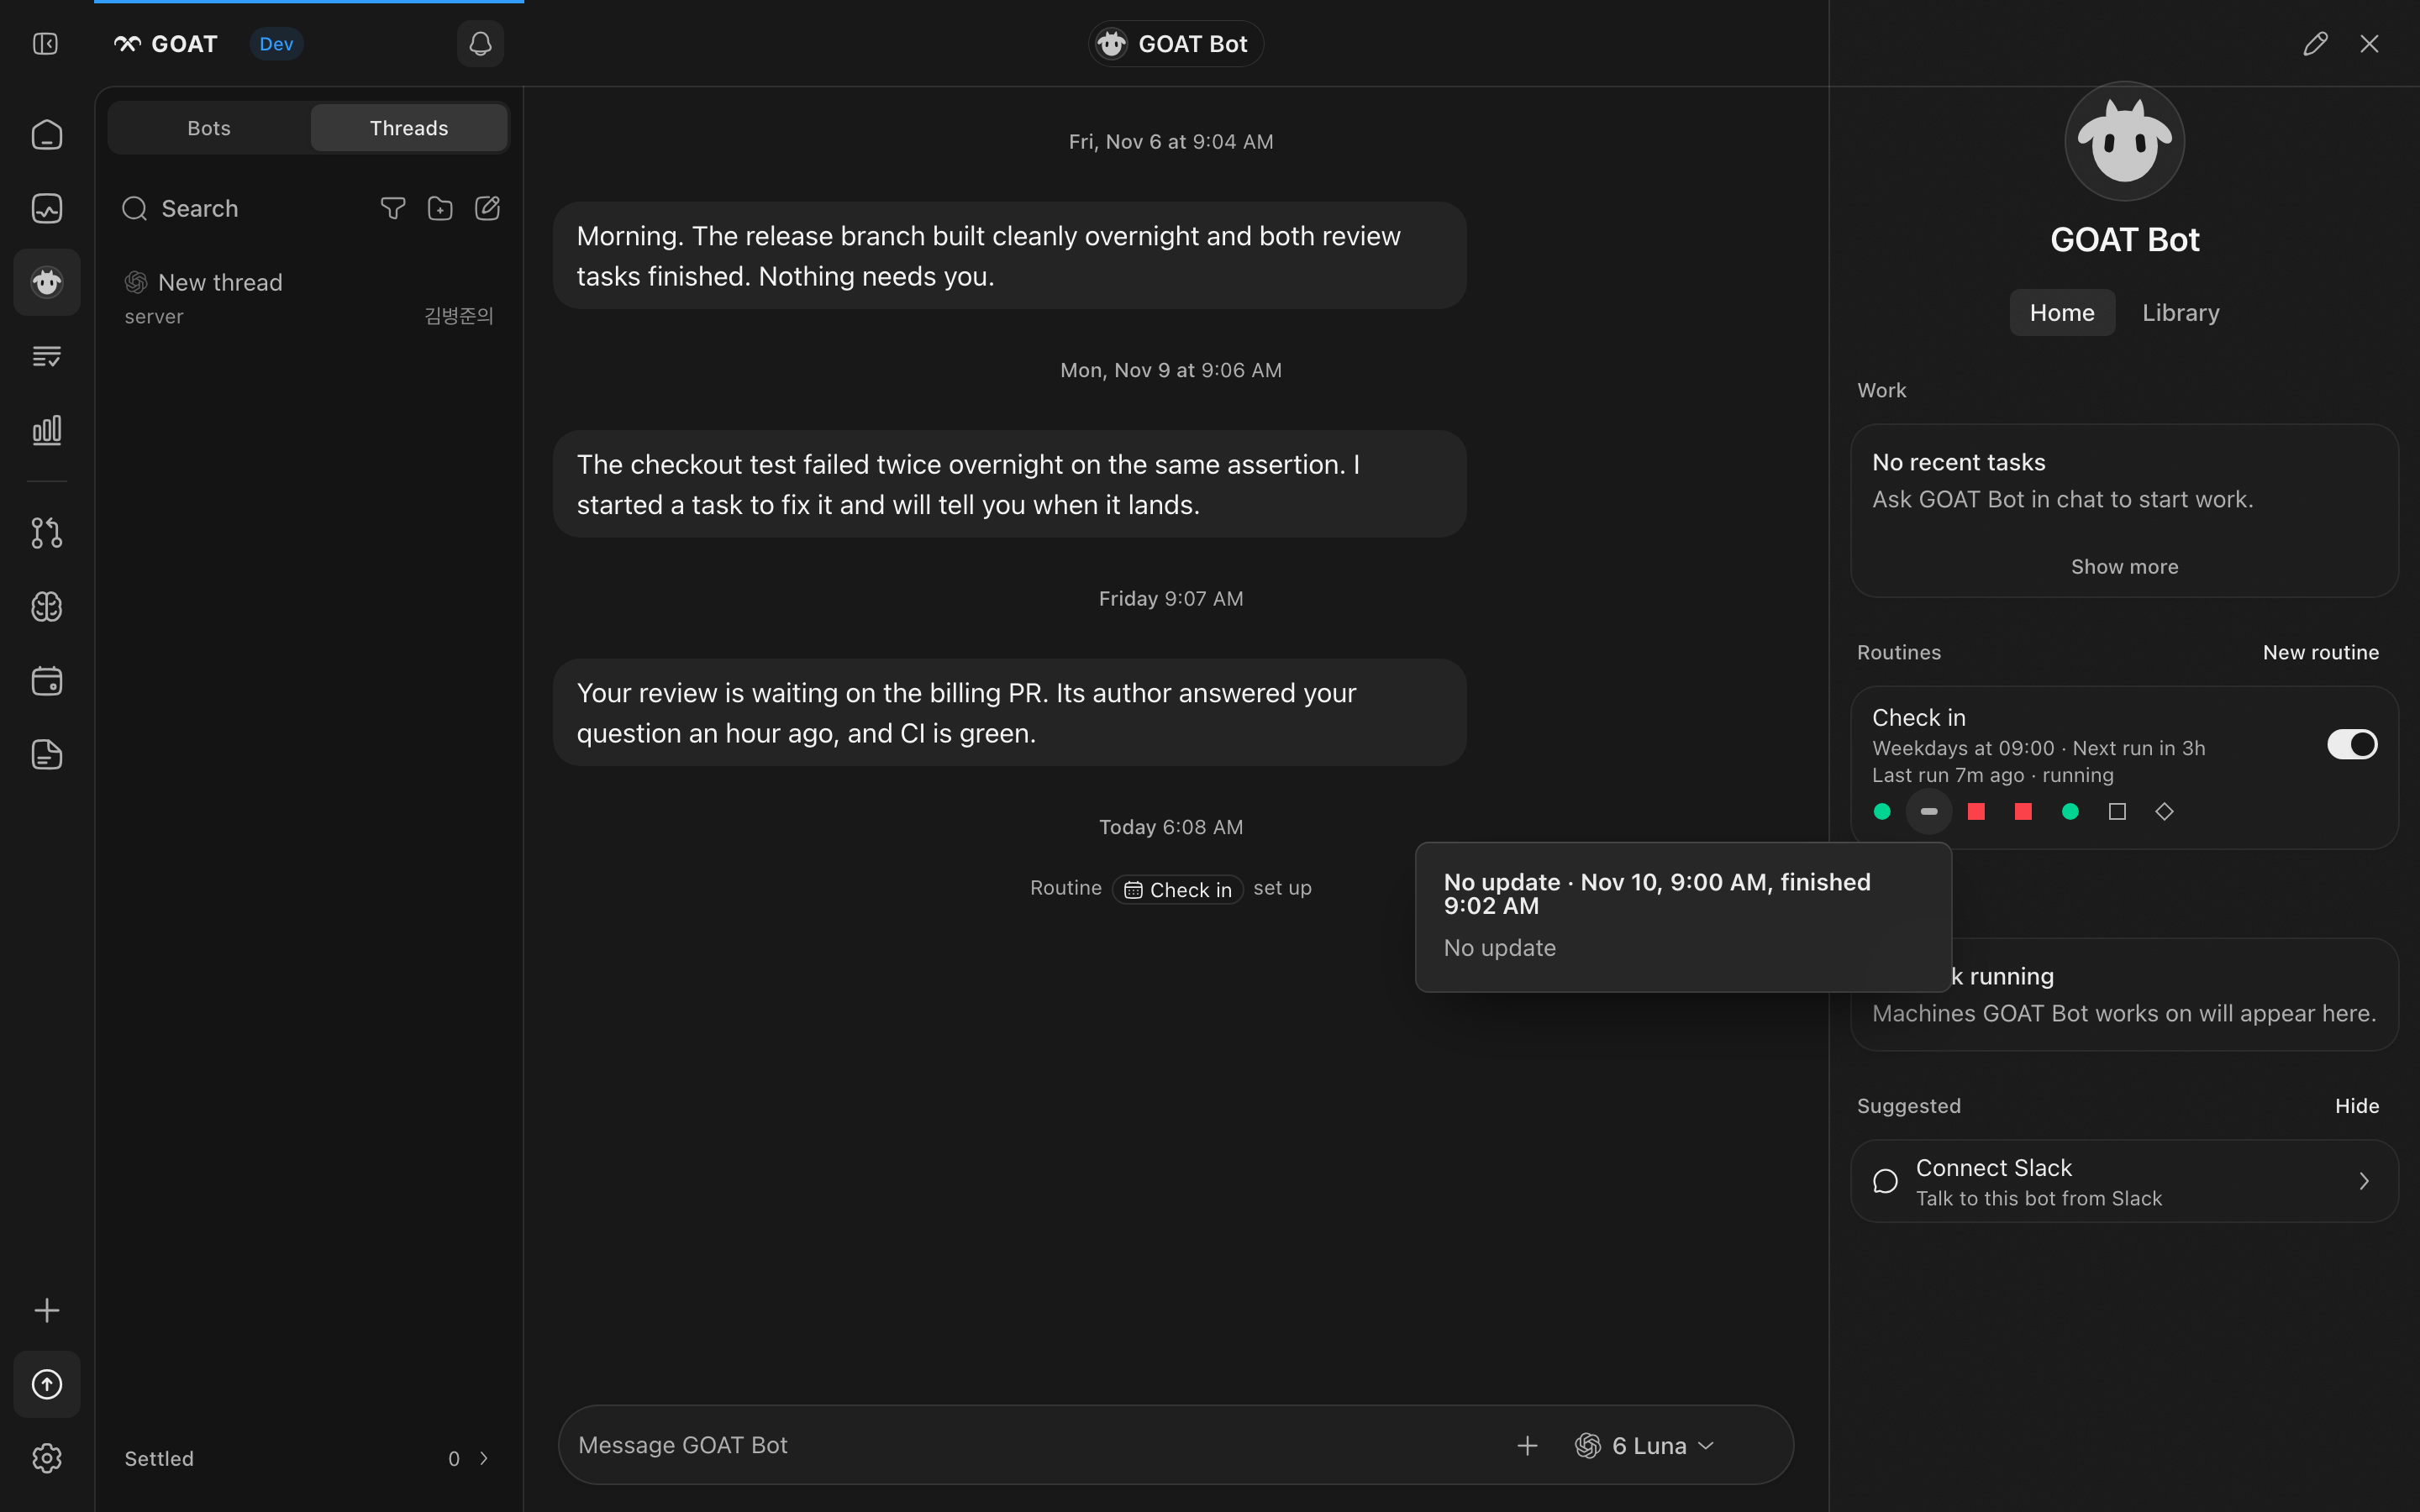 GOAT
Dev
Bots
Threads
Search
New thread
server
김병준의
Settled
0
GOAT Bot
Fri, Nov 6 at 9:04 AM
Morning. The release branch built cleanly overnight and both review
tasks finished. Nothing needs you.
Mon, Nov 9 at 9:06 AM
The checkout test failed twice overnight on the same assertion. I
started a task to fix it and will tell you when it lands.
Friday 9:07 AM
Your review is waiting on the billing PR. Its author answered your
question an hour ago, and CI is green.
Today 6:08 AM
Routine Check in set up
Message GOAT Bot
6 Luna
GOAT Bot
Home
Library
Work
No recent tasks
Ask GOAT Bot in chat to start work.
Show more
Routines
New routine
Check in
Weekdays at 09:00 · Next run in 3h
Last run 7m ago · running
No update · Nov 10, 9:00 AM, finished
9:02 AM
No update
running
Machines GOAT Bot works on will appear here.
Suggested
Hide
Connect Slack
Talk to this bot from Slack